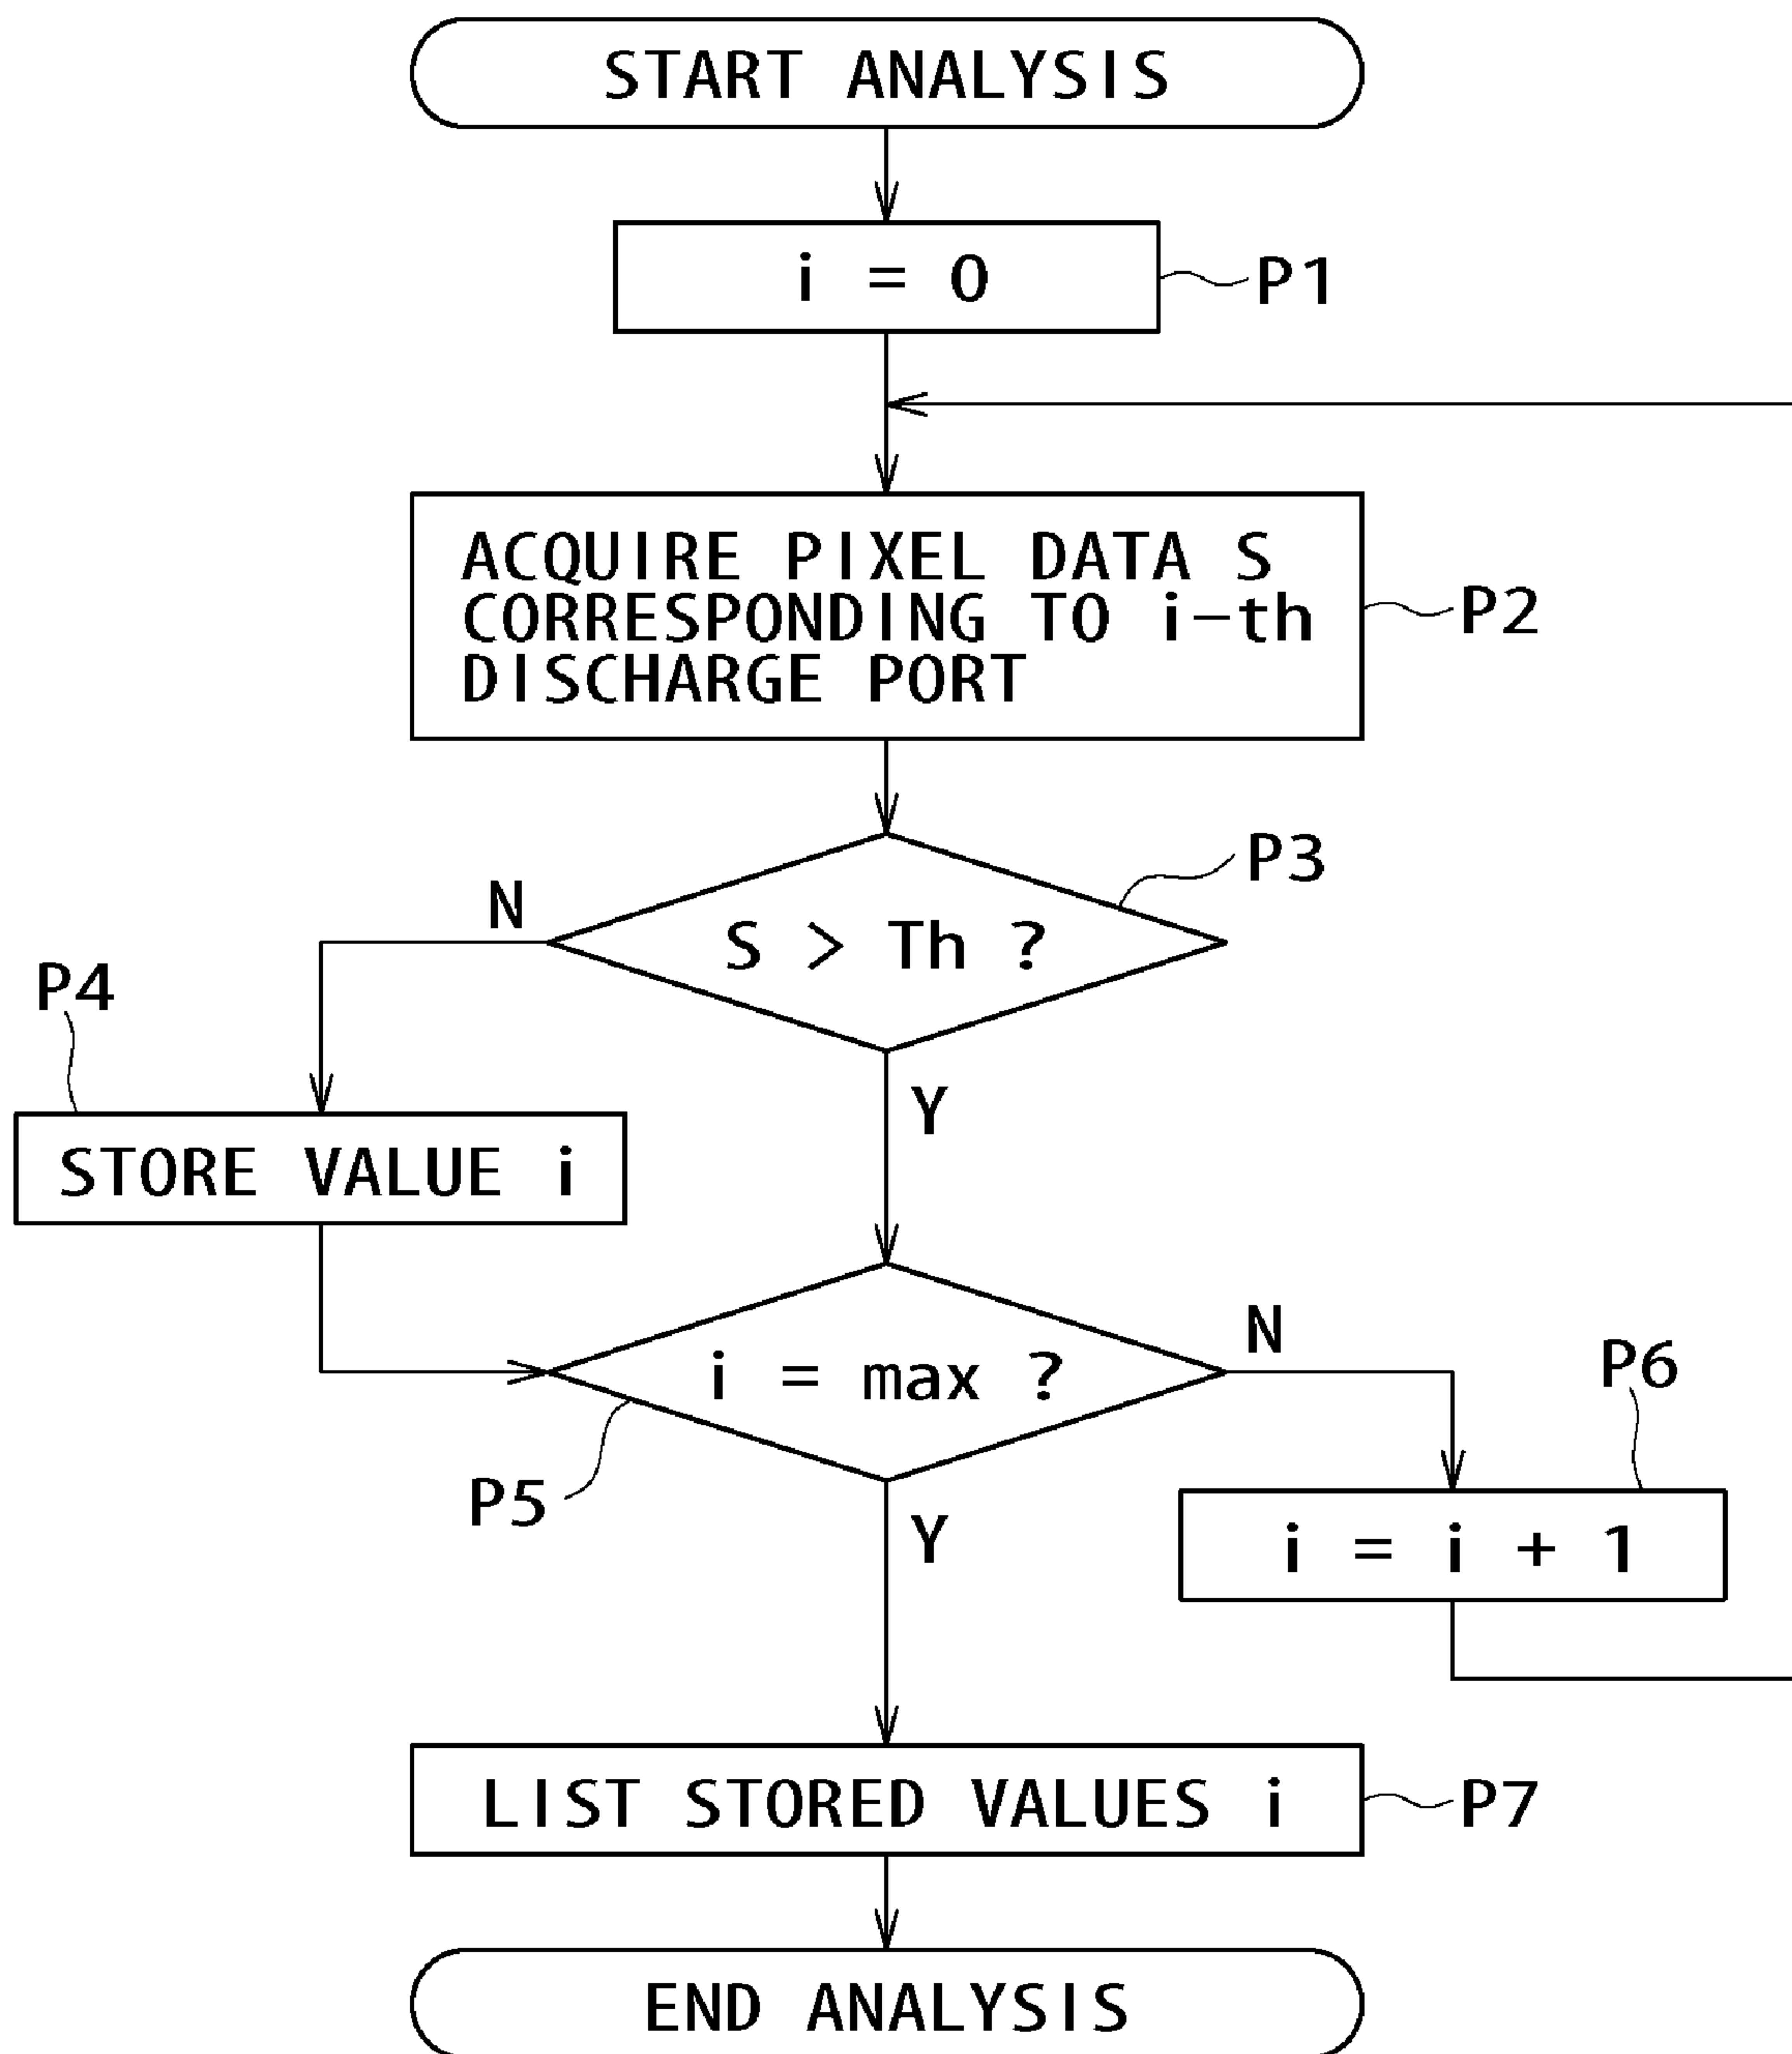 START ANALYSIS
i = 0
P1
ACQUIRE PIXEL DATA S
CORRESPONDING TO i-th
DISCHARGE PORT
P2
P3
S > Th ?
N
Y
P4
STORE VALUE i
i = max ?
N
Y
P5
P6
i = i + 1
LIST STORED VALUES i
P7
END ANALYSIS